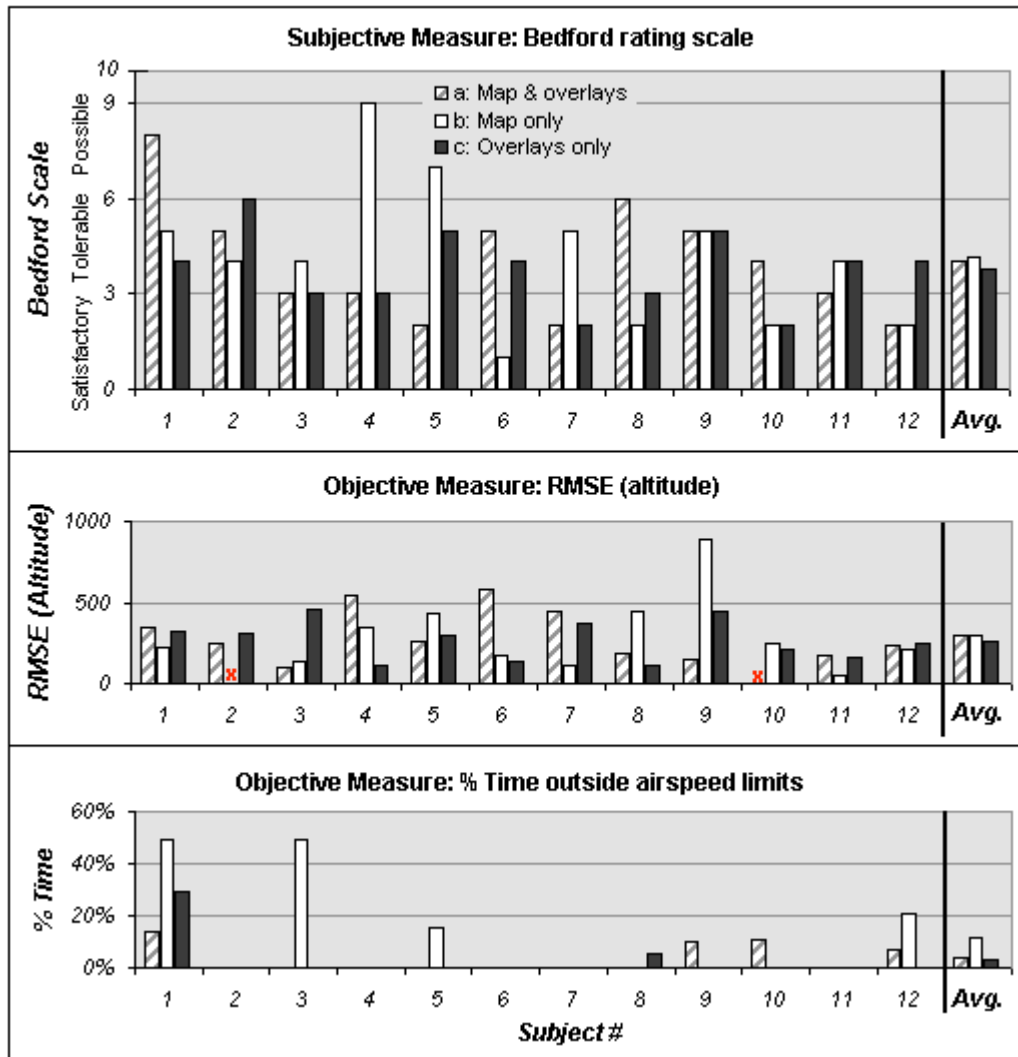 Subjective Measure: Bedford rating scale
Bedford Scale
Satisfactory Tolerable Possible
10
9
6
3
0
a: Map & overlays
b: Map only
c: Overlays only
1 2 3 4 5 6 7 8 9 10 11 12 Avg.
Objective Measure: RMSE (altitude)
RMSE (Altitude)
1000
500
0
x
x
1 2 3 4 5 6 7 8 9 10 11 12 Avg.
Objective Measure: % Time outside airspeed limits
% Time
60%
40%
20%
0%
1 2 3 4 5 6 7 8 9 10 11 12 Avg.
Subject #